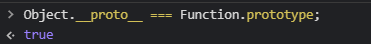 > Object.__proto__ === Function.prototype;
<· true